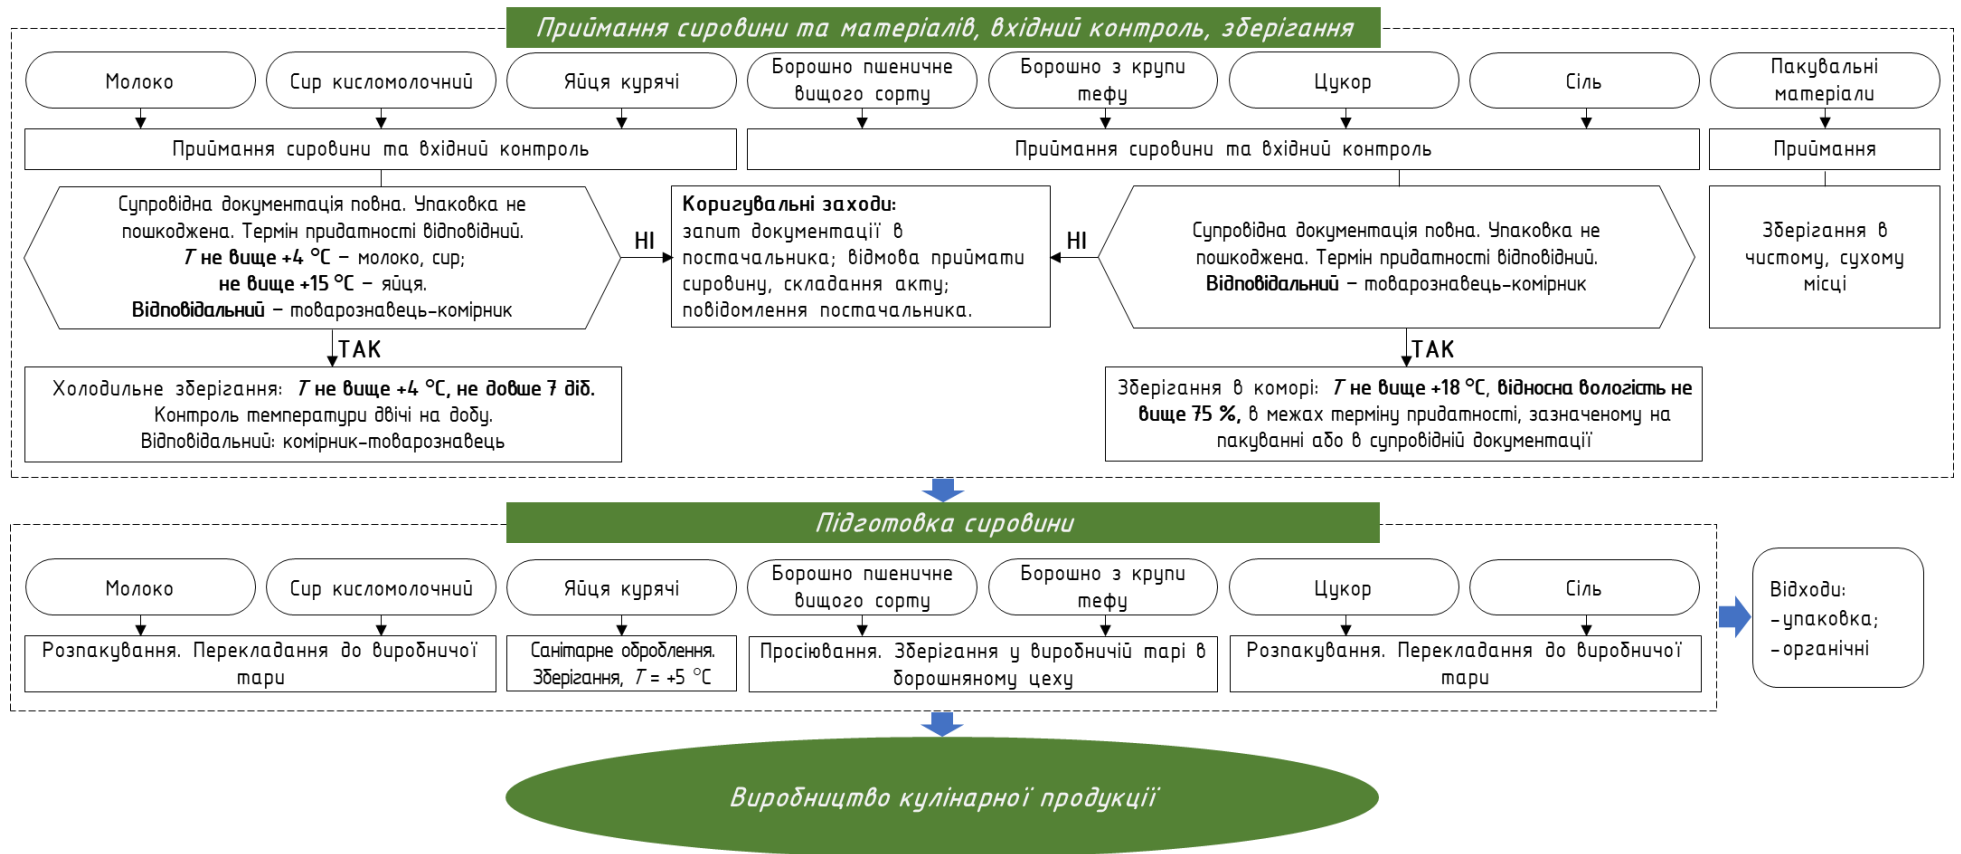 Приймання сировини та матеріалів, вхідний контроль, зберігання
Молоко
Сир кисломолочний
Яйця курячі
Борошно пшеничне
вищого сорту
Борошно з крупи
тефу
Цукор
Сіль
Пакувальні
матеріали
Приймання сировини та вхідний контроль
Приймання сировини та вхідний контроль
Приймання
Супровідна документація повна. Упаковка не
пошкоджена. Термін придатності відповідний.
T не вище +4 °С – молоко, сир;
не вище +15 °С – яйця.
Відповідальний – товарознавець-комірник
НІ
Коригувальні заходи:
запит документації в
постачальника; відмова приймати
сировину, складання акту;
повідомлення постачальника.
НІ
Супровідна документація повна. Упаковка не
пошкоджена. Термін придатності відповідний.
Відповідальний – товарознавець-комірник
Зберігання в
чистому, сухому
місці
ТАК
ТАК
Холодильне зберігання: T не вище +4 °С, не довше 7 діб.
Контроль температури двічі на добу.
Відповідальний: комірник-товарознавець
Зберігання в коморі: T не вище +18 °С, відносна вологість не
вище 75 %, в межах терміну придатності, зазначеному на
пакуванні або в супровідній документації
Підготовка сировини
Молоко
Сир кисломолочний
Яйця курячі
Борошно пшеничне
вищого сорту
Борошно з крупи
тефу
Цукор
Сіль
Розпакування. Перекладання до виробничої
тари
Санітарне оброблення.
Зберігання, T = +5 °С
Просіювання. Зберігання у виробничій тарі в
борошняному цеху
Розпакування. Перекладання до виробничої
тари
Відходи:
-упаковка;
-органічні
Виробництво кулінарної продукції